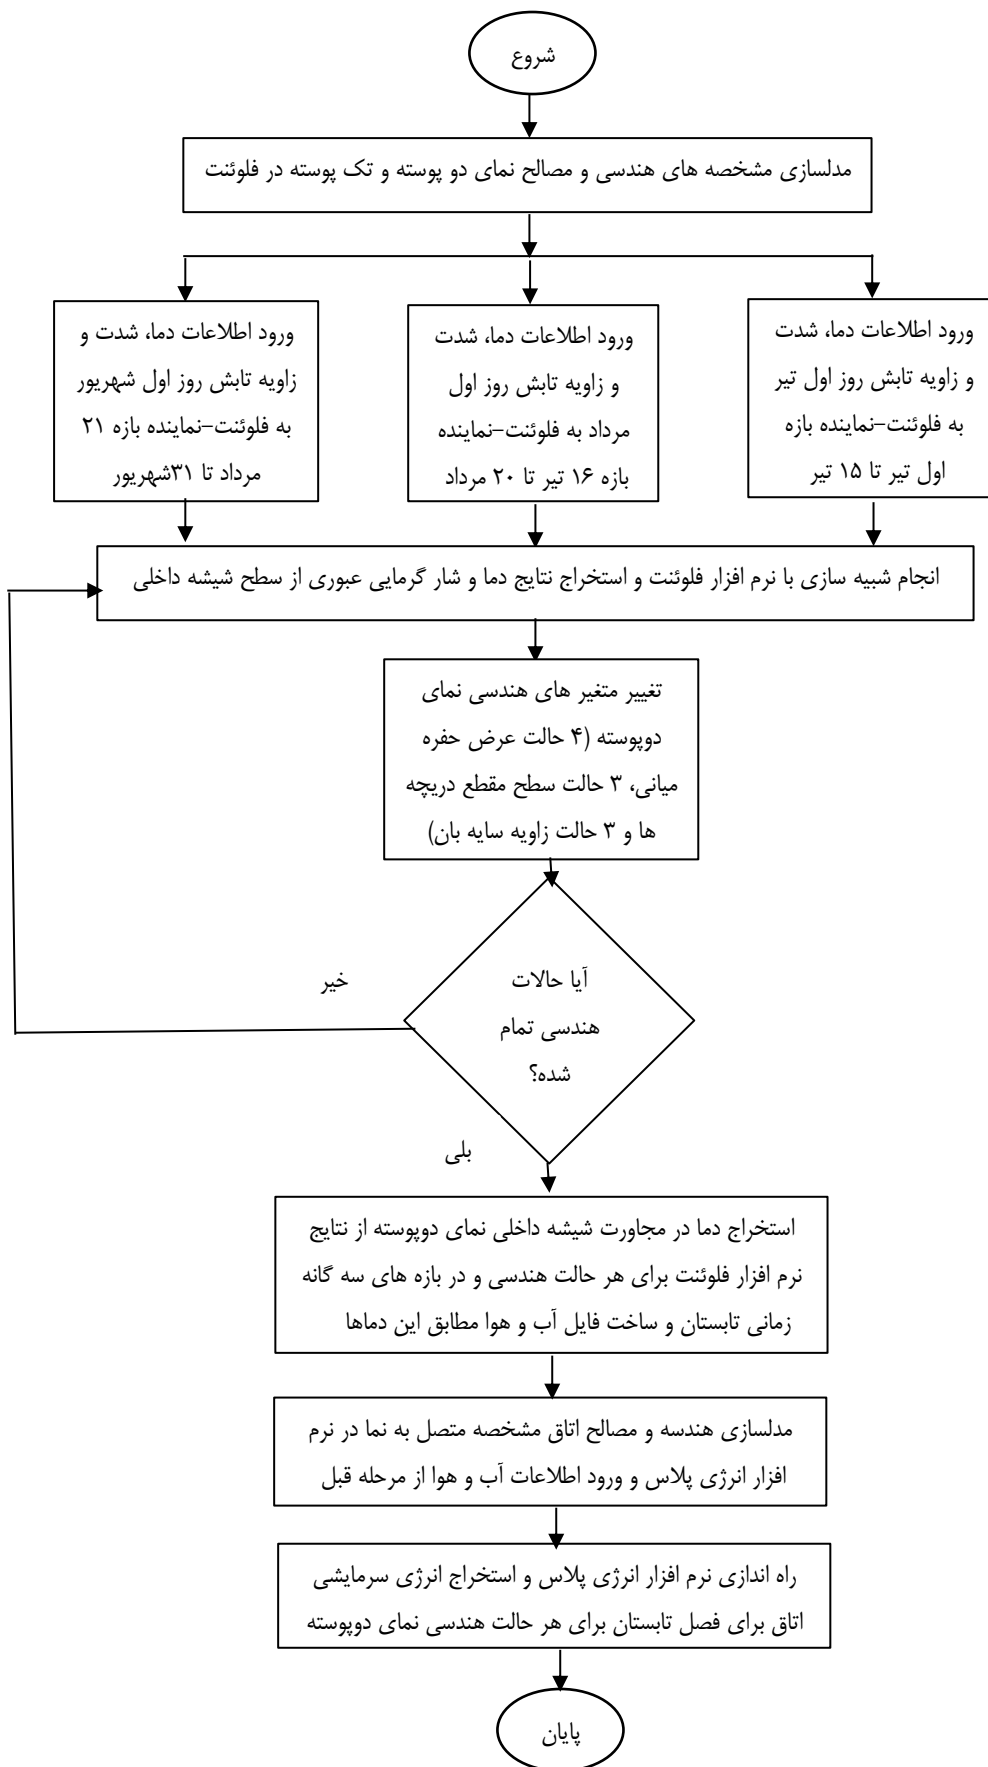 شروع
مدلسازی مشخصه های هندسی و مصالح نمای دو پوسته و تک پوسته در فلوئنت
ورود اطلاعات دما، شدت
و زاویه تابش روز اول تیر
به فلوئنت-نماینده بازه
اول تیر تا ۱۵ تیر
ورود اطلاعات دما، شدت
و زاویه تابش روز اول
مرداد به فلوئنت-نماینده
بازه ۱۶ تیر تا ۲۰ مرداد
ورود اطلاعات دما، شدت و
زاویه تابش روز اول شهریور
به فلوئنت-نماینده بازه ۲۱
مرداد تا ۳۱شهریور
انجام شبیه سازی با نرم افزار فلوئنت و استخراج نتایج دما و شار گرمایی عبوری از سطح شیشه داخلی
تغییر متغیر های هندسی نمای
دوپوسته (۴ حالت عرض حفره
میانی، ۳ حالت سطح مقطع دریچه
ها و ۳ حالت زاویه سایه بان)
آیا حالات
هندسی تمام
شده؟
خیر
بلی
استخراج دما در مجاورت شیشه داخلی نمای دوپوسته از نتایج
نرم افزار فلوئنت برای هر حالت هندسی و در بازه های سه گانه
زمانی تابستان و ساخت فایل آب و هوا مطابق این دماها
مدلسازی هندسه و مصالح اتاق مشخصه متصل به نما در نرم
افزار انرژی پلاس و ورود اطلاعات آب و هوا از مرحله قبل
راه اندازی نرم افزار انرژی پلاس و استخراج انرژی سرمایشی
اتاق برای فصل تابستان برای هر حالت هندسی نمای دوپوسته
پایان